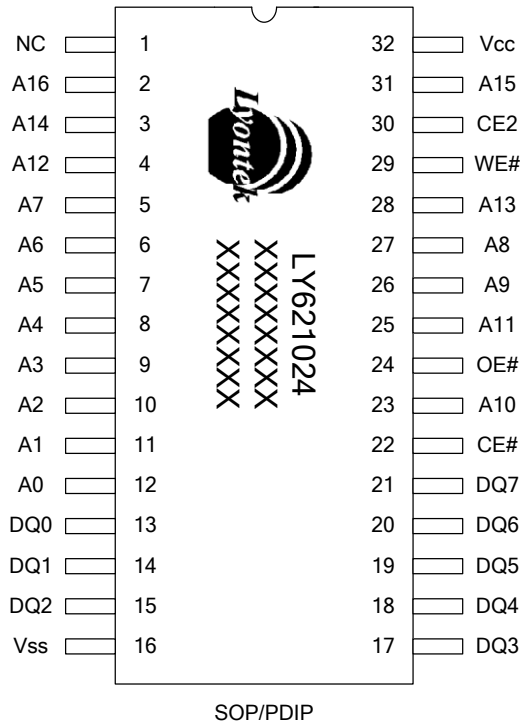 NC 1 32 Vcc
A16 2 31 A15
A14 3 30 CE2
A12 4 29 WE#
A7 5 28 A13
A6 6 27 A8
A5 7 26 A9
A4 8 25 A11
A3 9 24 OE#
A2 10 23 A10
A1 11 22 CE#
A0 12 21 DQ7
DQ0 13 20 DQ6
DQ1 14 19 DQ5
DQ2 15 18 DQ4
Vss 16 17 DQ3
Lyontek
LY621024
XXXXXXXX
XXXXXXXX
SOP/PDIP